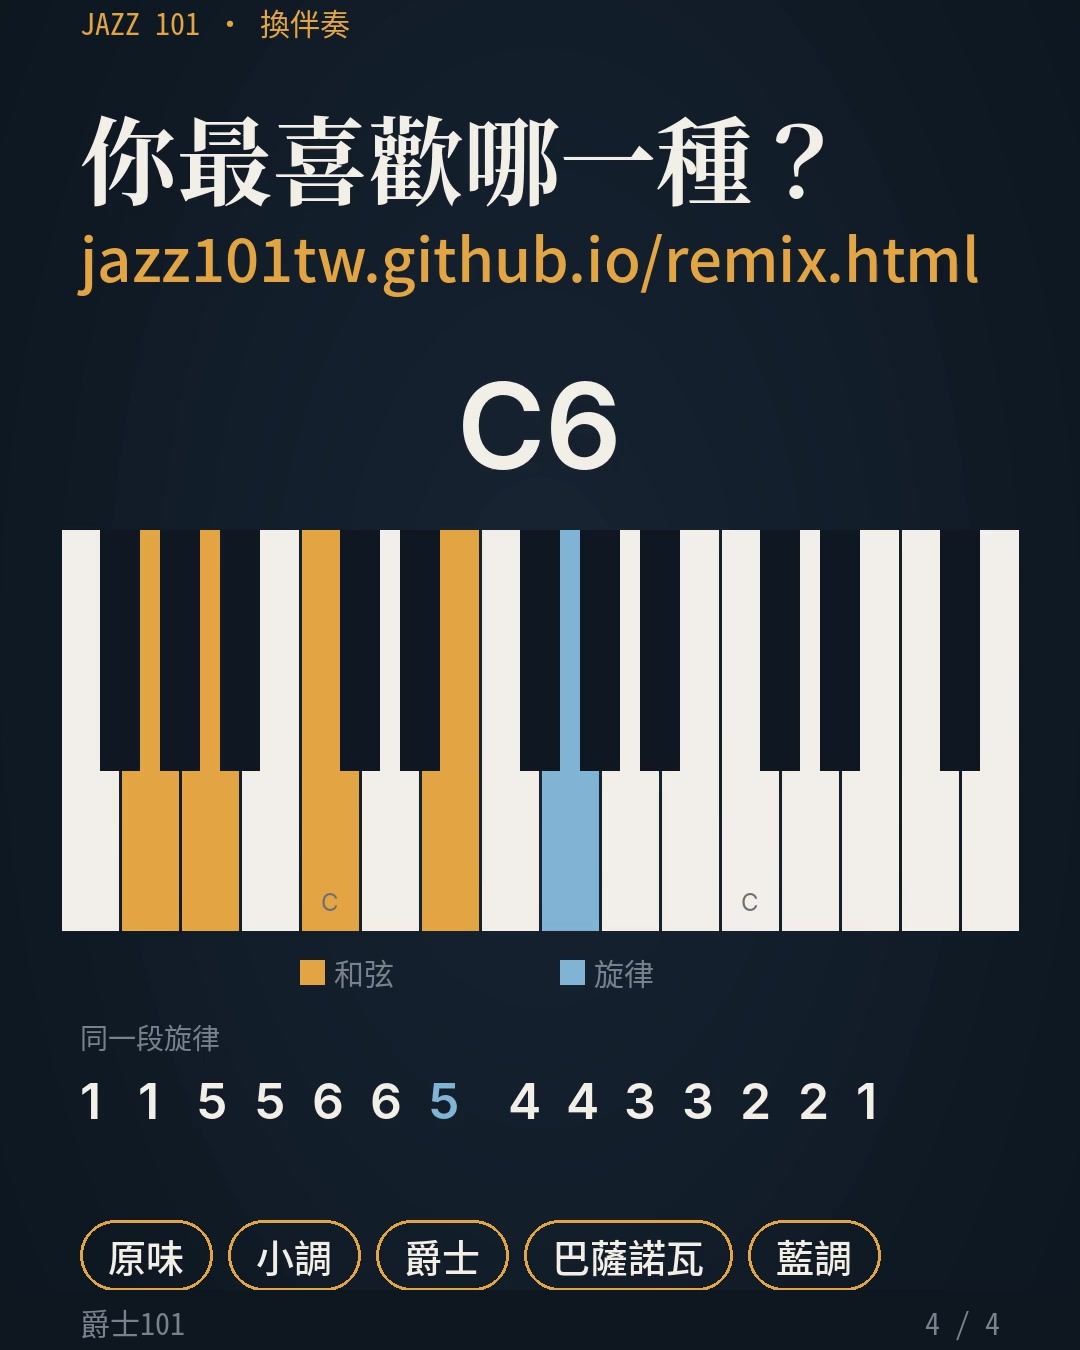 JAZZ 101 · 換伴奏
你最喜歡哪一種？
jazz101tw.github.io/remix.html
C6
C C
和弦 旋律
同一段旋律
1 1 5 5 6 6 5 4 4 3 3 2 2 1
原味 小調 爵士 巴薩諾瓦 藍調
爵士101 4 / 4